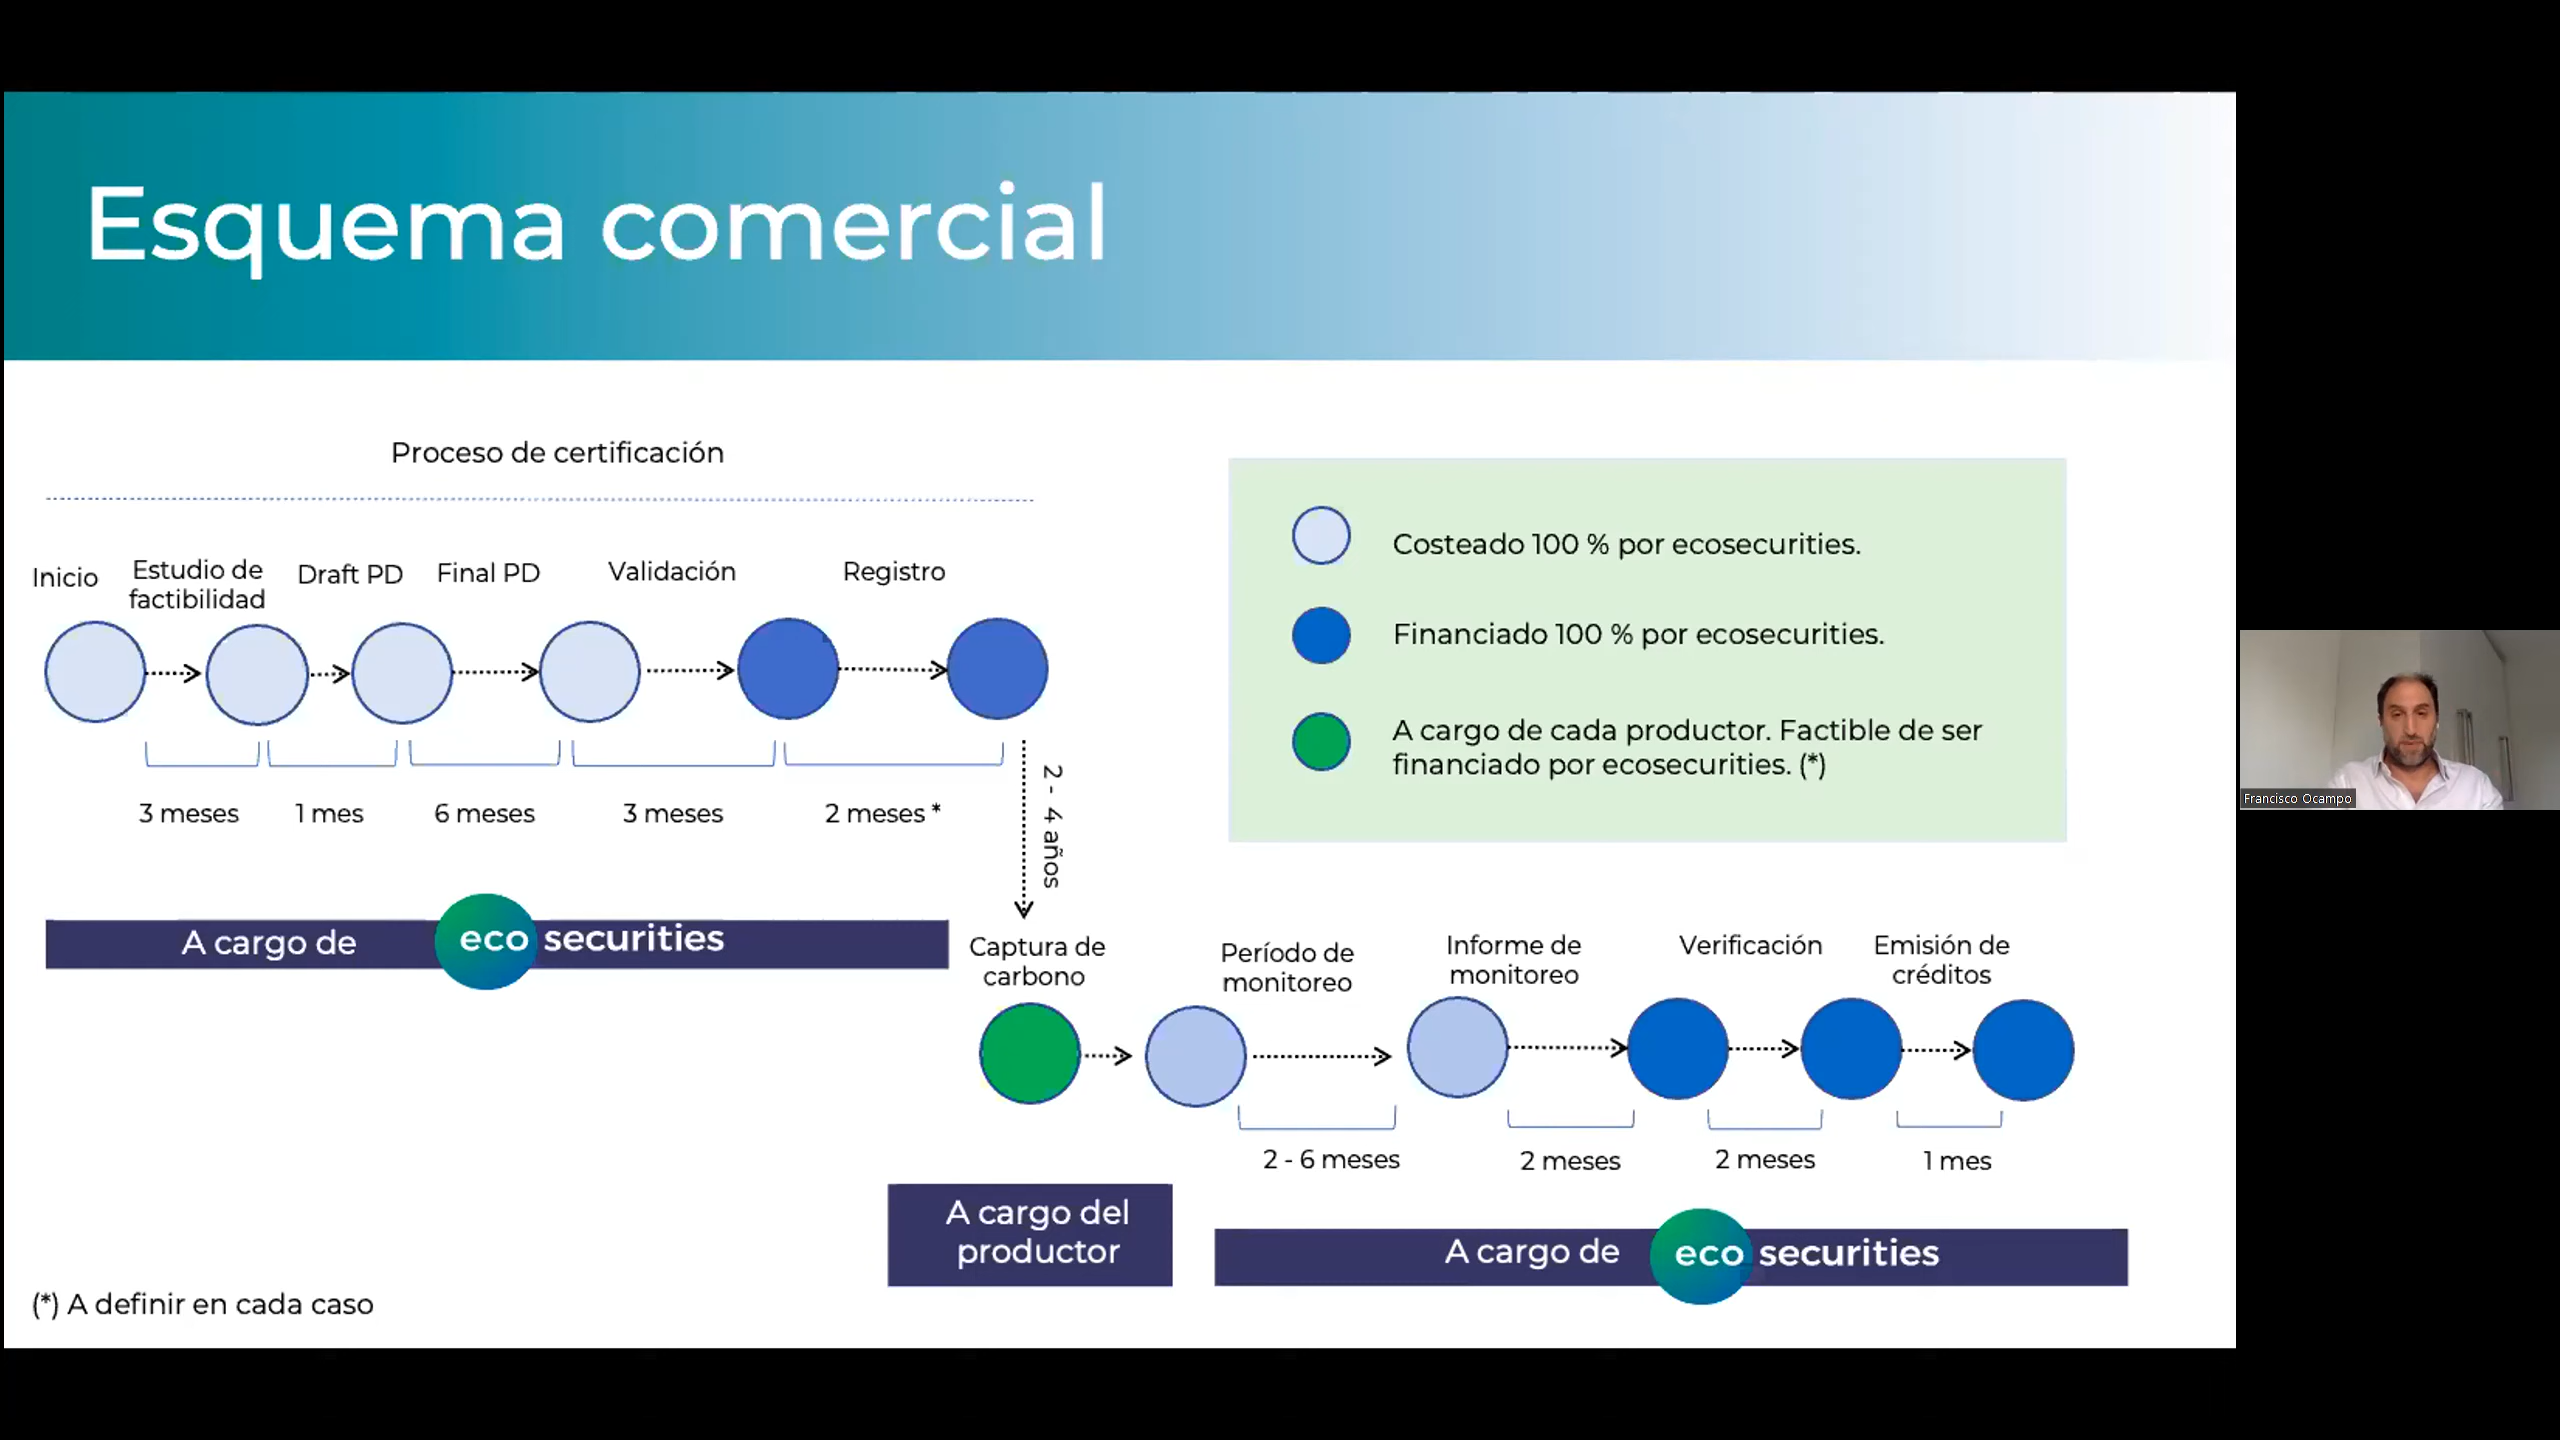 Esquema comercial
Proceso de certificación
Inicio
Estudio de
factibilidad
Draft PD
Final PD
Validación
Registro
3 meses
1 mes
6 meses
3 meses
2 meses *
2 - 4 años
A cargo de
eco securities
Costeado 100 % por ecosecurities.
Financiado 100 % por ecosecurities.
A cargo de cada productor. Factible de ser
financiado por ecosecurities. (*)
Francisco Ocampo
Captura de
carbono
Período de
monitoreo
Informe de
monitoreo
Verificación
Emisión de
créditos
2 - 6 meses
2 meses
2 meses
1 mes
A cargo del
productor
A cargo de
eco securities
(*) A definir en cada caso